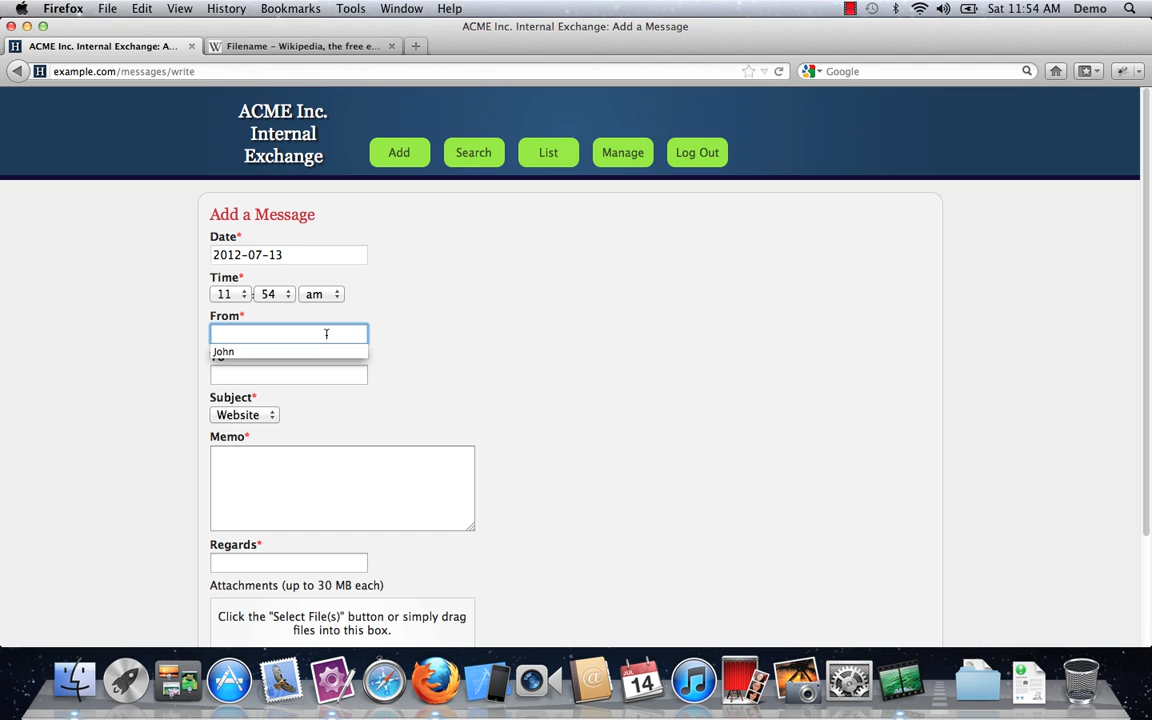 Firefox File Edit View History Bookmarks Tools Window Help Sat 11:54 AM Demo
ACME Inc. Internal Exchange: Add a Message
H ACME Inc. Internal Exchange: A... W Filename – Wikipedia, the free e...
H example.com/messages/write Google
ACME Inc.
Internal
Exchange
Add Search List Manage Log Out
Add a Message
Date*
2012-07-13
Time*
11 : 54 am
From*
John
Subject*
Website
Memo*
Regards*
Attachments (up to 30 MB each)
Click the "Select File(s)" button or simply drag
files into this box.
JUL
14